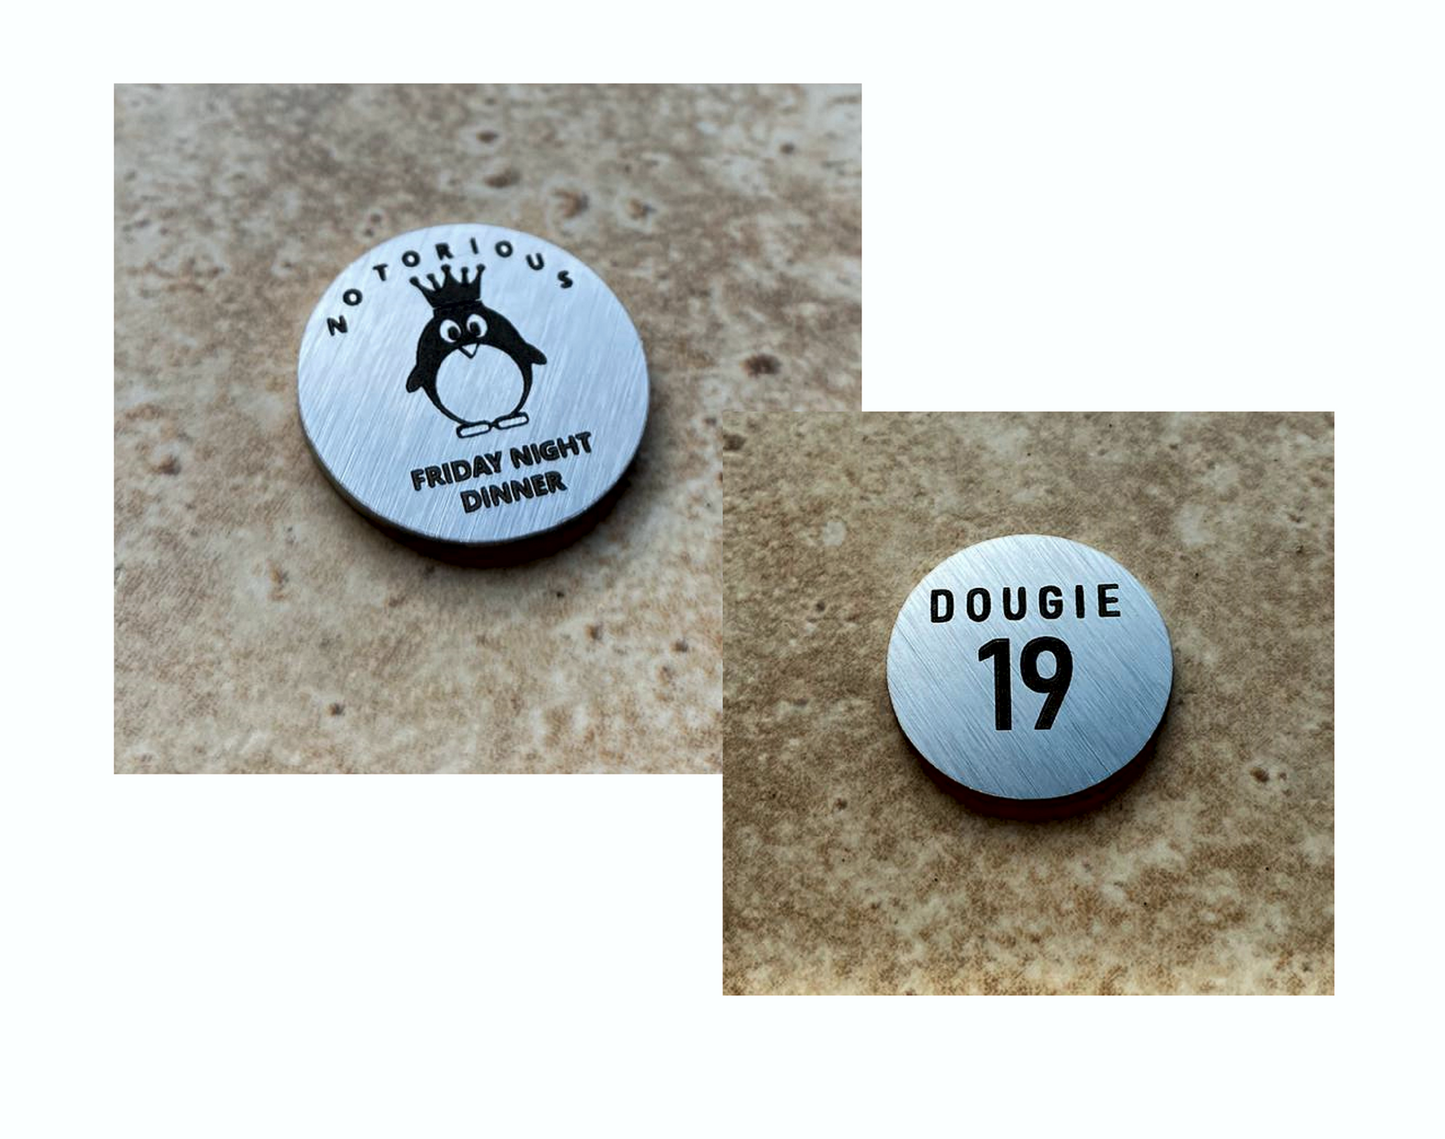 NOTORIOUS
FRIDAY NIGHT
DINNER
DOUGIE
19